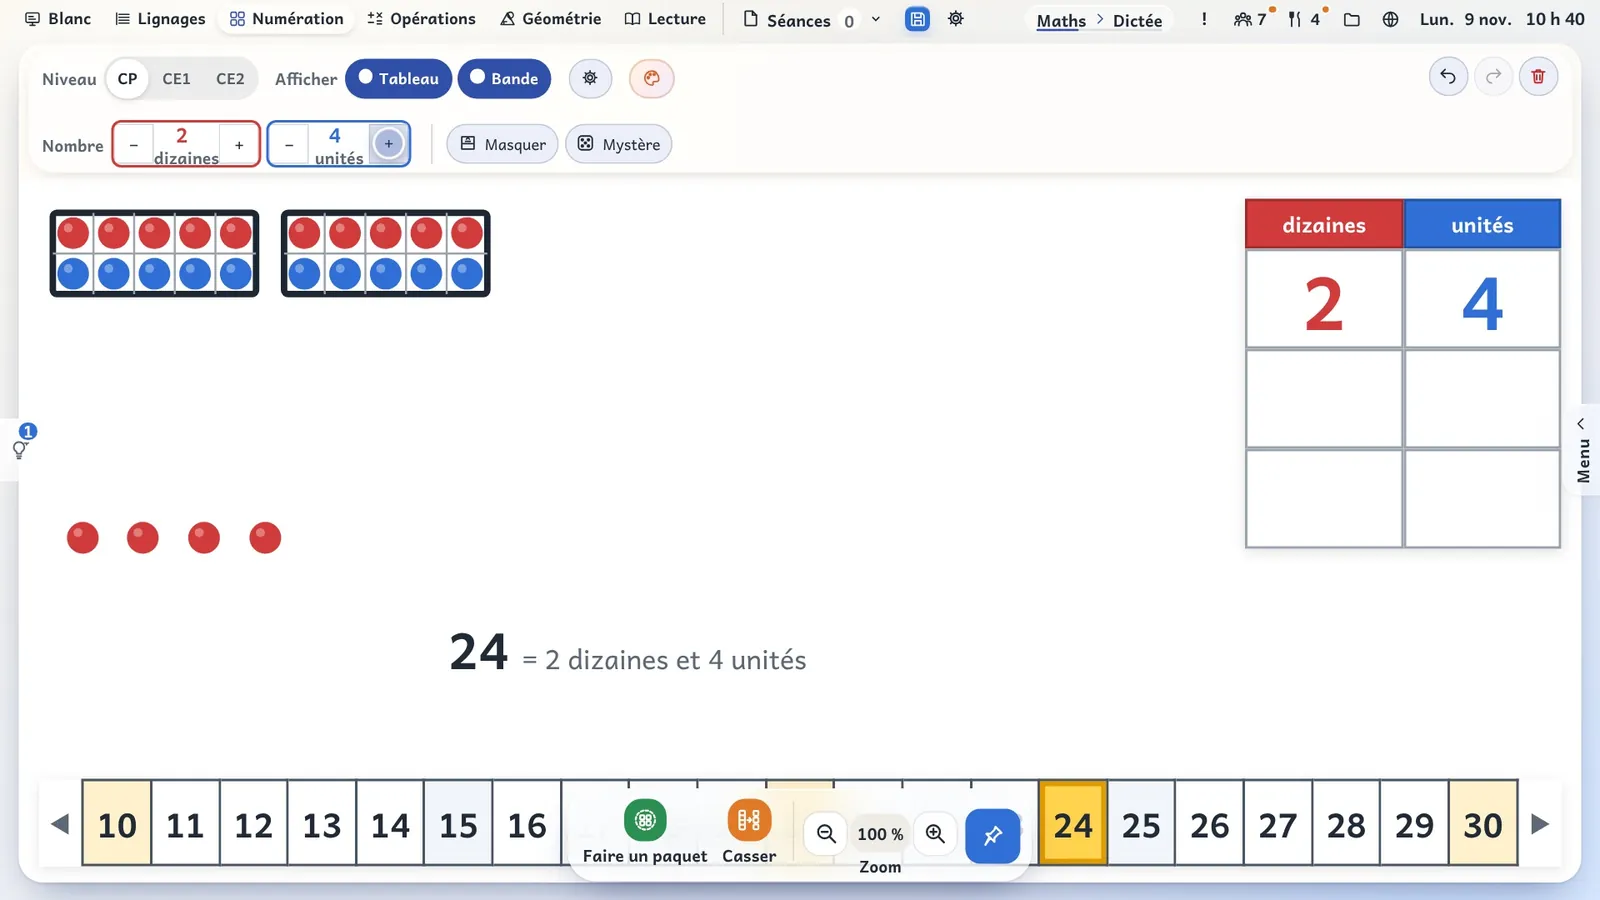 Blanc Lignages Numération Opérations Géométrie Lecture Séances 0 Maths > Dictée ! 7 4 Lun. 9 nov. 10 h 40
Niveau CP CE1 CE2 Afficher Tableau Bande
Nombre − 2 dizaines + − 4 unités + Masquer Mystère
dizaines unités
2 4
1
Menu
24 = 2 dizaines et 4 unités
10 11 12 13 14 15 16 24 25 26 27 28 29 30
Faire un paquet Casser 100 % Zoom